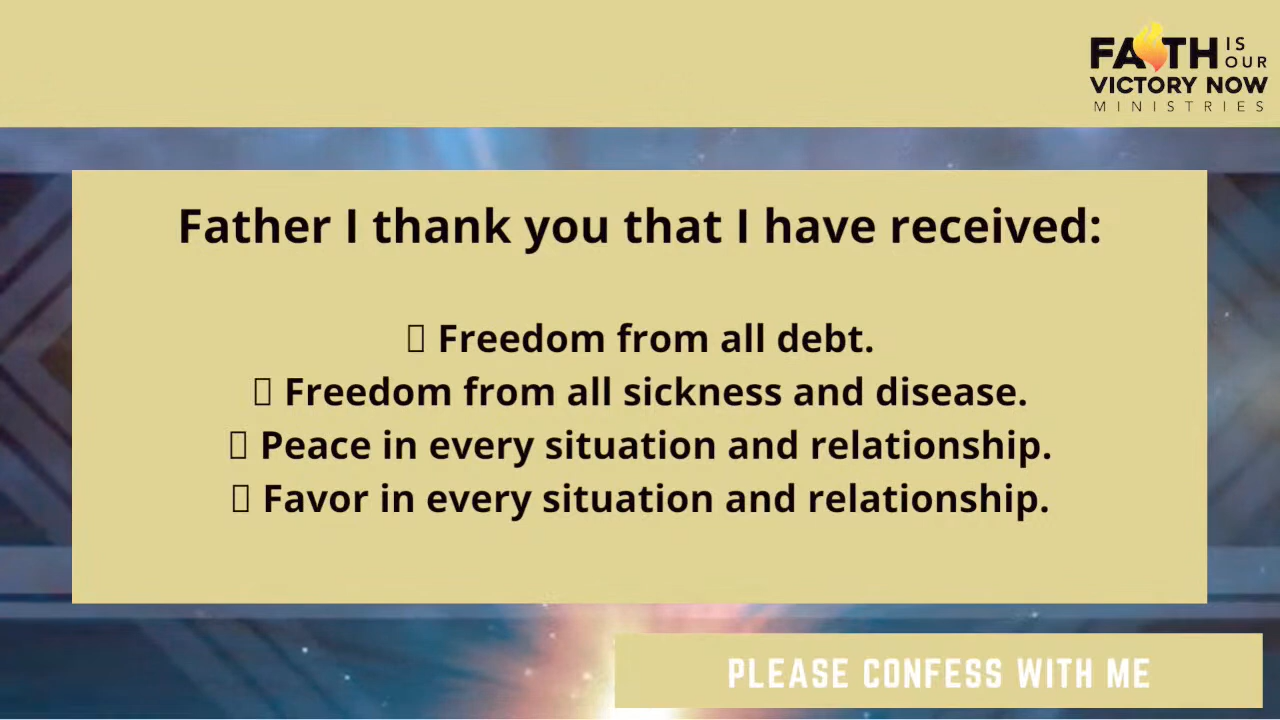 FAITH IS
OUR
VICTORY NOW
MINISTRIES
Father I thank you that I have received:
▯ Freedom from all debt.
▯ Freedom from all sickness and disease.
▯ Peace in every situation and relationship.
▯ Favor in every situation and relationship.
PLEASE CONFESS WITH ME